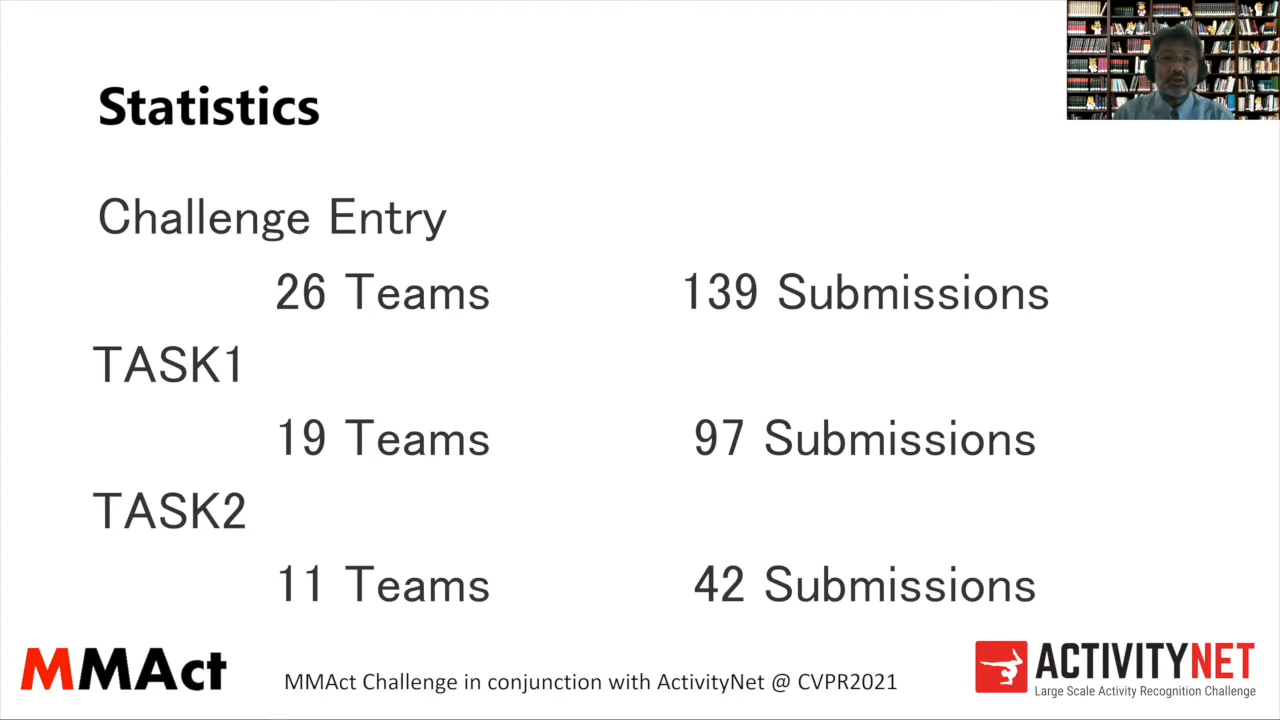 Statistics
Challenge Entry
26 Teams 139 Submissions
TASK1
19 Teams 97 Submissions
TASK2
11 Teams 42 Submissions
MMAct
MMAct Challenge in conjunction with ActivityNet @ CVPR2021
ACTIVITYNET
Large Scale Activity Recognition Challenge